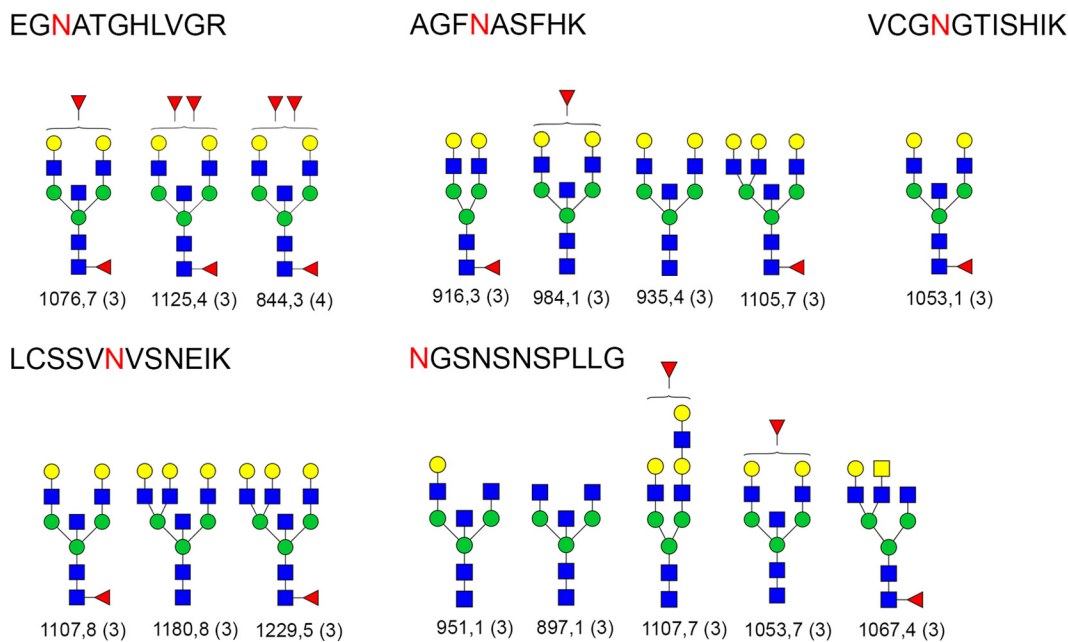 EGNATGHLVGR
AGFNASFHK
VCGNGTISHIK
1076,7 (3) 1125,4 (3) 844,3 (4)
916,3 (3) 984,1 (3) 935,4 (3) 1105,7 (3)
1053,1 (3)
LCSSVNVSNEIK
NGSNSNSPLLG
1107,8 (3) 1180,8 (3) 1229,5 (3)
951,1 (3) 897,1 (3) 1107,7 (3) 1053,7 (3) 1067,4 (3)